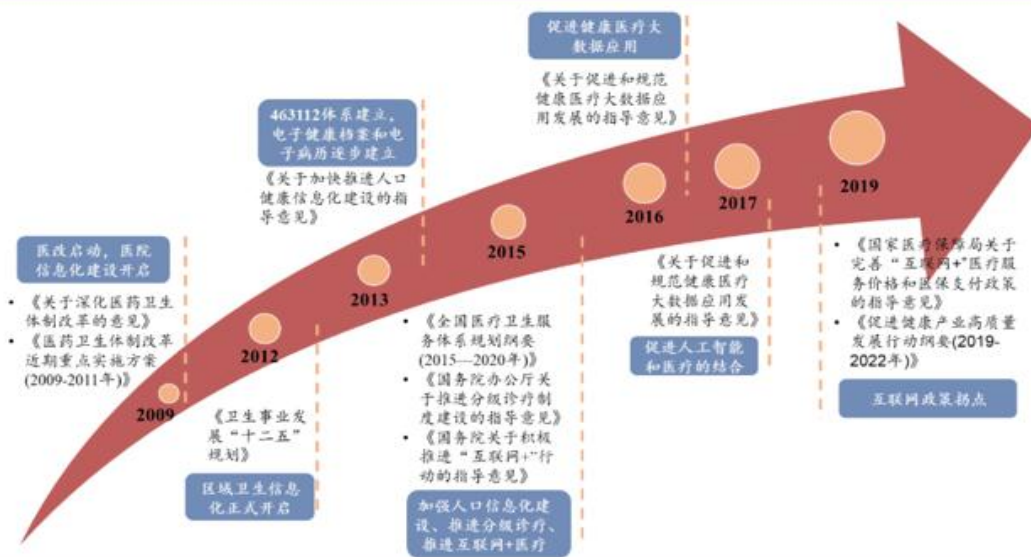 促进健康医疗大
数据应用
《关于促进和规范
健康医疗大数据应
用发展的指导意见》
463112体系建立，
电子健康档案和电
子病历逐步建立
《关于加快推进人口
健康信息化建设的指
导意见》
医改启动，医院
信息化建设开启
• 《关于深化医药卫生
体制改革的意见》
• 《医药卫生体制改革
近期重点实施方案
(2009-2011年)》
2009
2012
2013
2015
2016
2017
2019
《卫生事业发
展“十二五”
规划》
区域卫生信息
化正式开启
• 《全国医疗卫生服
务体系规划纲要
(2015—2020年)》
• 《国务院办公厅关
于推进分级诊疗制
度建设的指导意见》
• 《国务院关于积极
推进“互联网+”行
动的指导意见》
加强人口信息化建
设、推进分级诊疗、
推进互联网+医疗
《关于促进和
规范健康医疗
大数据应用发
展的指导意见》
促进人工智能
和医疗的结合
• 《国家医疗保障局关于
完善“互联网+”医疗服
务价格和医保支付政策
的指导意见》
• 《促进健康产业高质量
发展行动纲要(2019-
2022年)》
互联网政策拐点